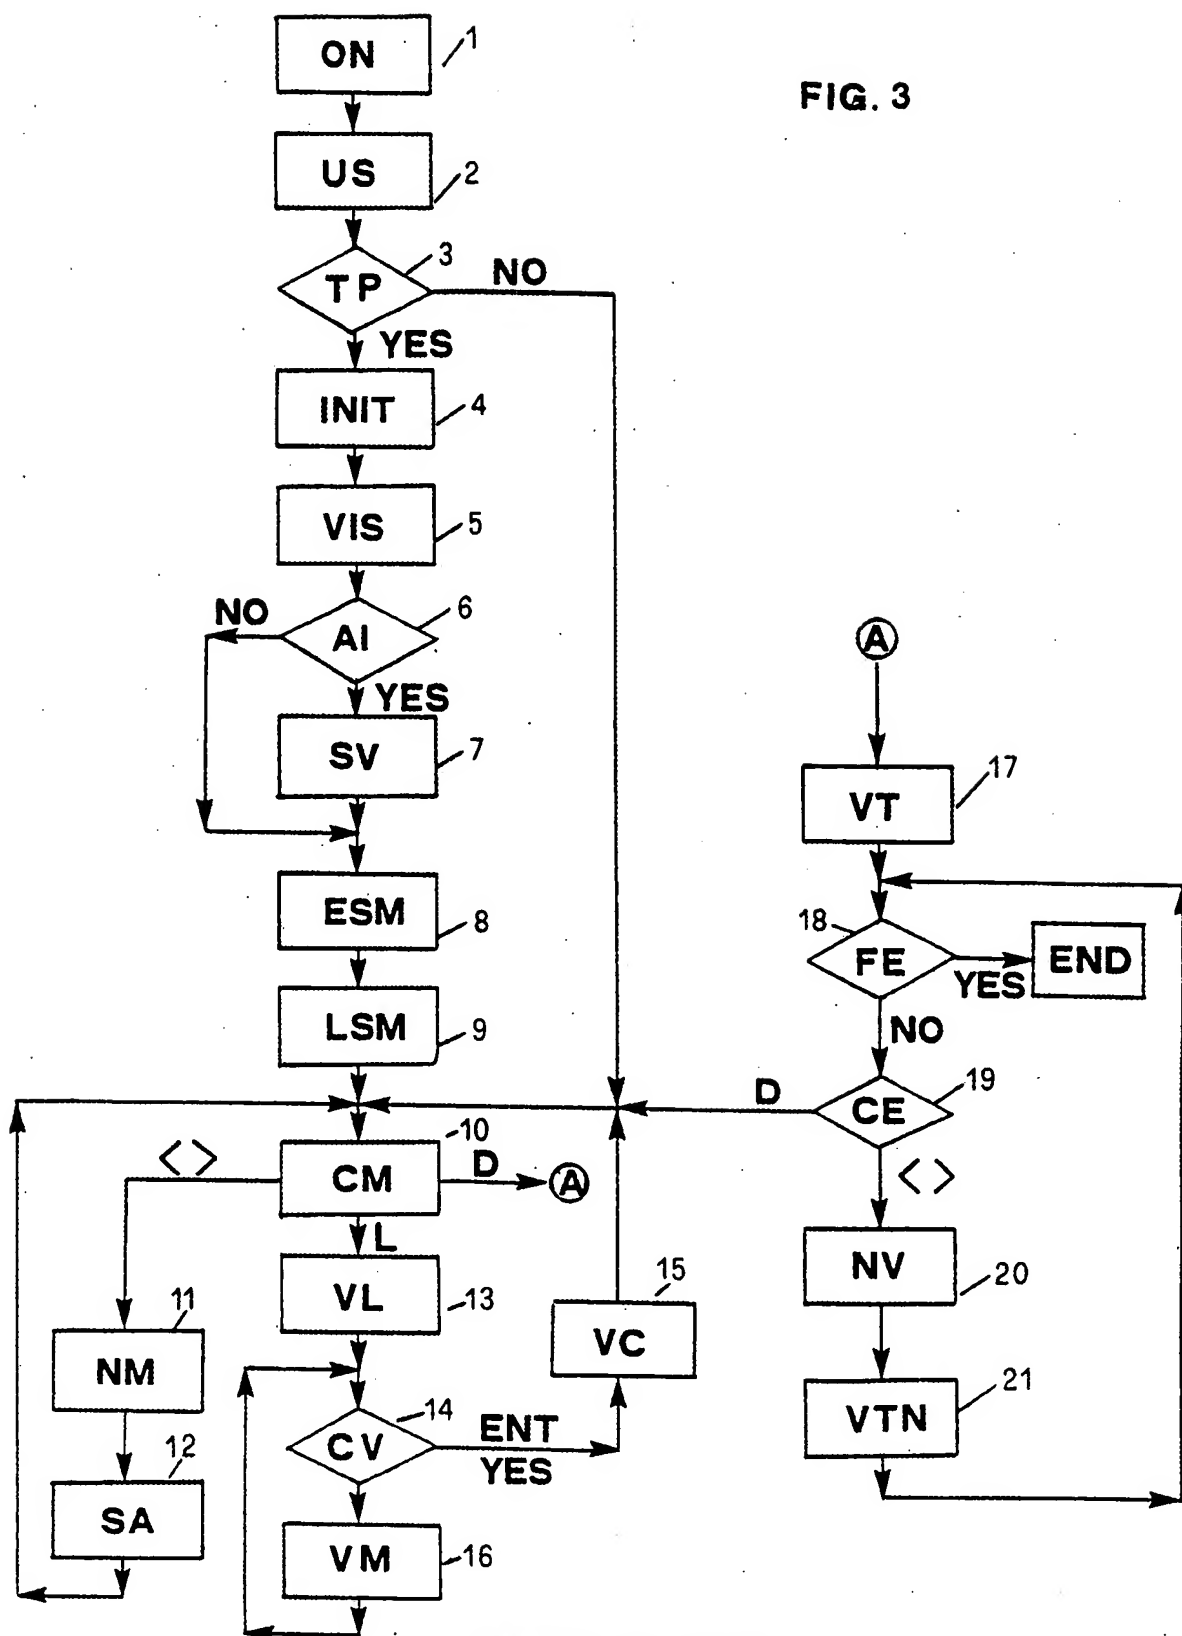 FIG. 3
ON
1
US
2
TP
3
NO
YES
INIT
4
VIS
5
AI
6
NO
YES
SV
7
ESM
8
LSM
9
CM
10
<>
D
A
L
NM
11
SA
12
VL
13
CV
14
ENT
YES
VC
15
VM
16
A
VT
17
FE
18
YES
END
NO
CE
19
D
<>
NV
20
VTN
21